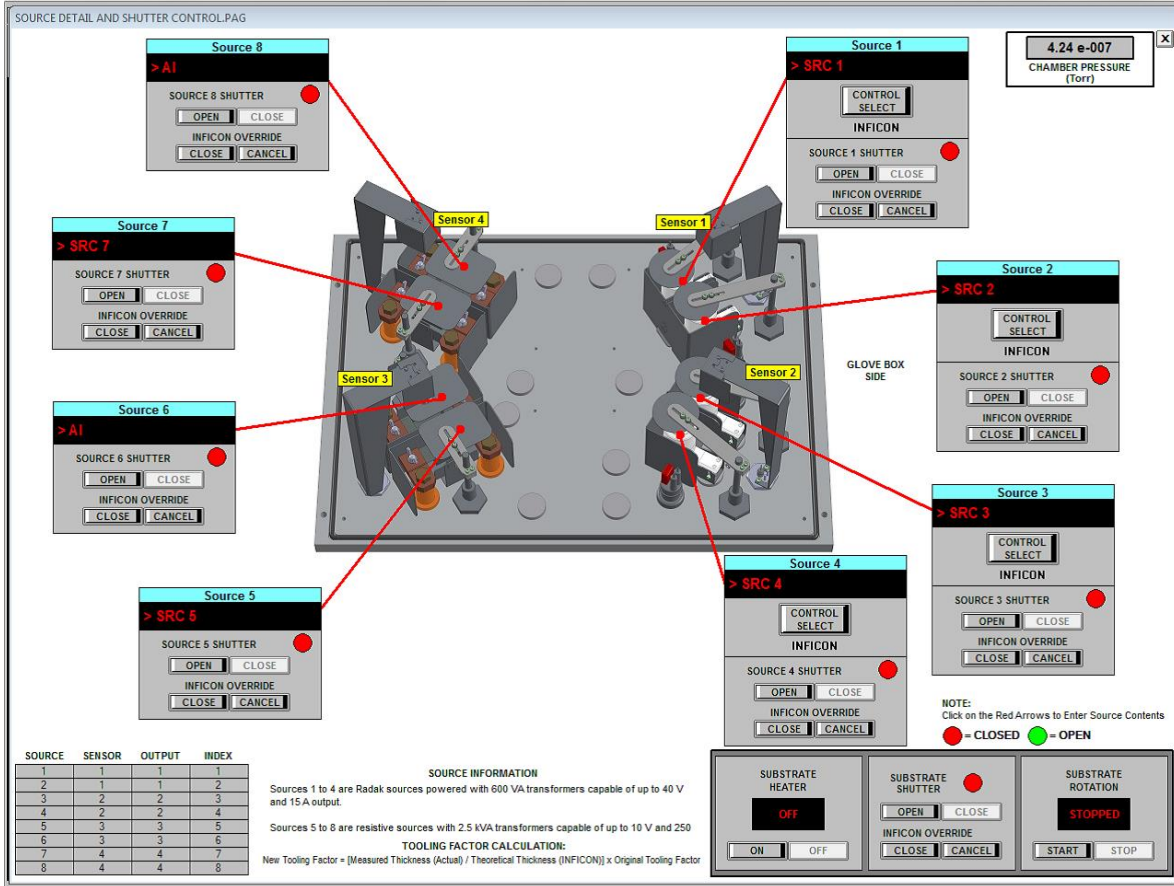 SOURCE DETAIL AND SHUTTER CONTROL.PAG
X
4.24 e-007
CHAMBER PRESSURE
(Torr)
Source 8
> Al
SOURCE 8 SHUTTER
OPEN CLOSE
INFICON OVERRIDE
CLOSE CANCEL
Source 1
> SRC 1
CONTROL
SELECT
INFICON
SOURCE 1 SHUTTER
OPEN CLOSE
INFICON OVERRIDE
CLOSE CANCEL
Source 7
> SRC 7
SOURCE 7 SHUTTER
OPEN CLOSE
INFICON OVERRIDE
CLOSE CANCEL
Sensor 4
Sensor 1
Source 2
> SRC 2
CONTROL
SELECT
INFICON
SOURCE 2 SHUTTER
OPEN CLOSE
INFICON OVERRIDE
CLOSE CANCEL
GLOVE BOX
SIDE
Sensor 3
Sensor 2
Source 6
> Al
SOURCE 6 SHUTTER
OPEN CLOSE
INFICON OVERRIDE
CLOSE CANCEL
Source 3
> SRC 3
CONTROL
SELECT
INFICON
SOURCE 3 SHUTTER
OPEN CLOSE
INFICON OVERRIDE
CLOSE CANCEL
Source 5
> SRC 5
SOURCE 5 SHUTTER
OPEN CLOSE
INFICON OVERRIDE
CLOSE CANCEL
Source 4
> SRC 4
CONTROL
SELECT
INFICON
SOURCE 4 SHUTTER
OPEN CLOSE
INFICON OVERRIDE
CLOSE CANCEL
NOTE:
Click on the Red Arrows to Enter Source Contents
= CLOSED = OPEN
SOURCE SENSOR OUTPUT INDEX
1 1 1 1
2 1 1 2
3 2 2 3
4 2 2 4
5 3 3 5
6 3 3 6
7 4 4 7
8 4 4 8
SOURCE INFORMATION
Sources 1 to 4 are Radak sources powered with 600 VA transformers capable of up to 40 V
and 15 A output.
Sources 5 to 8 are resistive sources with 2.5 kVA transformers capable of up to 10 V and 250
TOOLING FACTOR CALCULATION:
New Tooling Factor = [Measured Thickness (Actual) / Theoretical Thickness (INFICON)] x Original Tooling Factor
SUBSTRATE
HEATER
OFF
ON OFF
SUBSTRATE
SHUTTER
OPEN CLOSE
INFICON OVERRIDE
CLOSE CANCEL
SUBSTRATE
ROTATION
STOPPED
START STOP